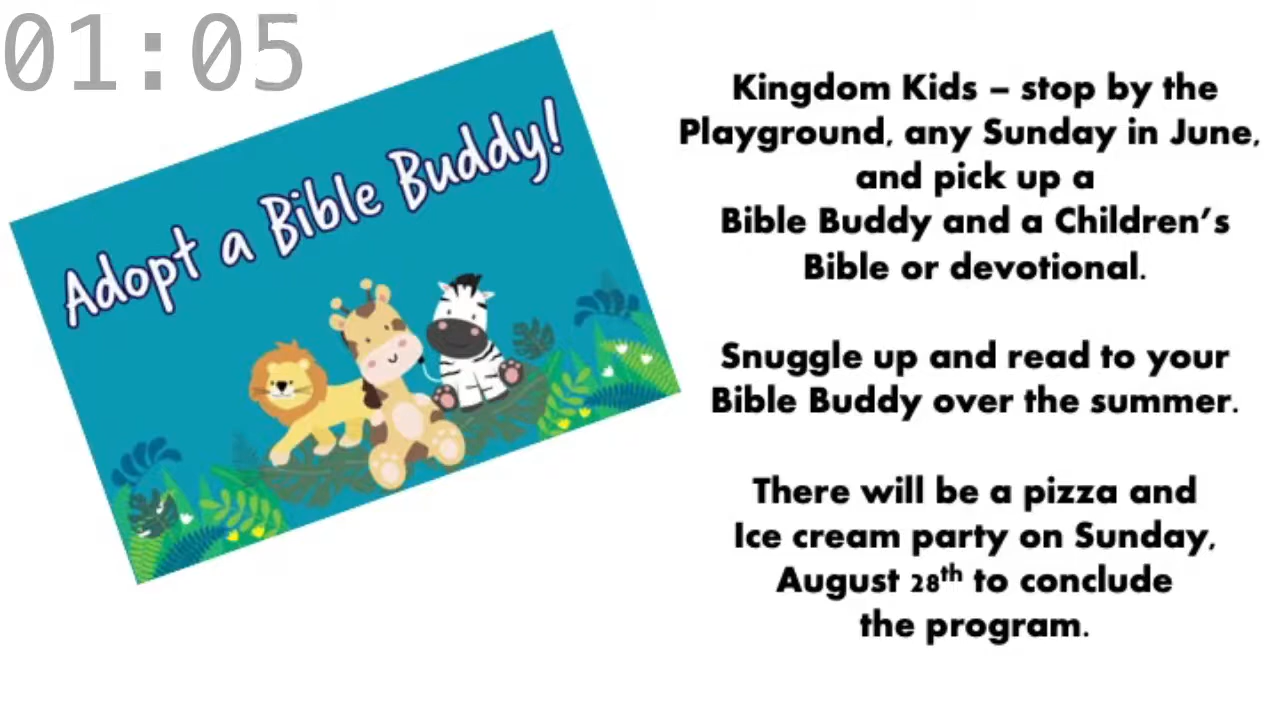 01:05
Adopt a Bible Buddy!
Kingdom Kids – stop by the
Playground, any Sunday in June,
and pick up a
Bible Buddy and a Children’s
Bible or devotional.
Snuggle up and read to your
Bible Buddy over the summer.
There will be a pizza and
Ice cream party on Sunday,
August 28th to conclude
the program.